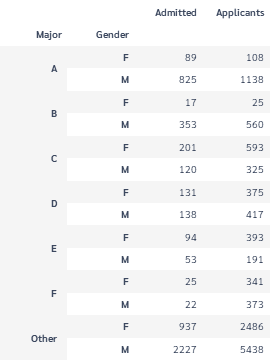 Admitted Applicants
Major Gender
A F 89 108
M 825 1138
B F 17 25
M 353 560
C F 201 593
M 120 325
D F 131 375
M 138 417
E F 94 393
M 53 191
F F 25 341
M 22 373
Other F 937 2486
M 2227 5438